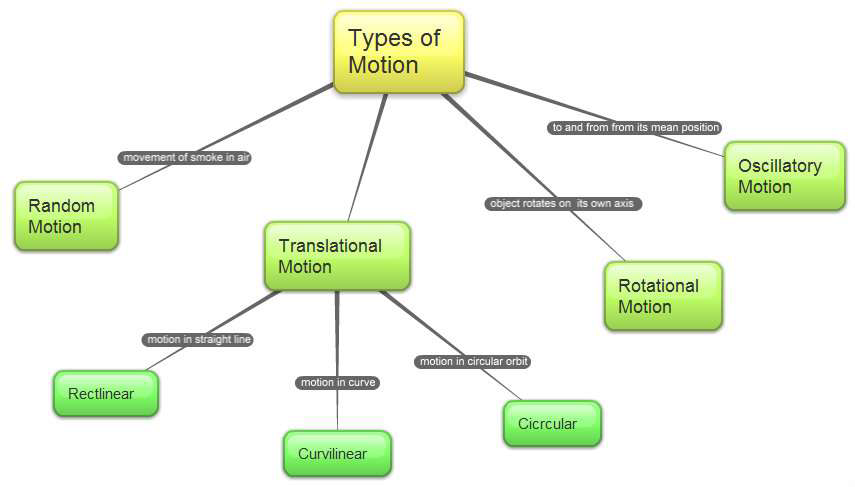 Types of
Motion
to and from from its mean position
movement of smoke in air
Oscillatory
Motion
object rotates on its own axis
Random
Motion
Translational
Motion
Rotational
Motion
motion in straight line
motion in circular orbit
motion in curve
Rectlinear
Cicrcular
Curvilinear